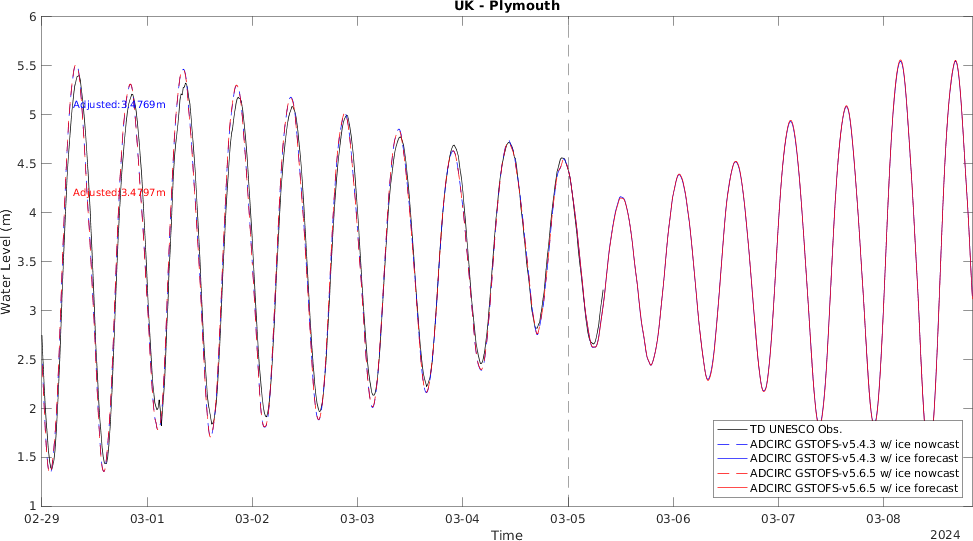 UK - Plymouth
6
5.5
5
4.5
4
3.5
3
2.5
2
1.5
1
Water Level (m)
Adjusted:3.4769m
Adjusted:3.4797m
TD UNESCO Obs.
ADCIRC GSTOFS-v5.4.3 w/ ice nowcast
ADCIRC GSTOFS-v5.4.3 w/ ice forecast
ADCIRC GSTOFS-v5.6.5 w/ ice nowcast
ADCIRC GSTOFS-v5.6.5 w/ ice forecast
02-29 03-01 03-02 03-03 03-04 03-05 03-06 03-07 03-08
Time
2024